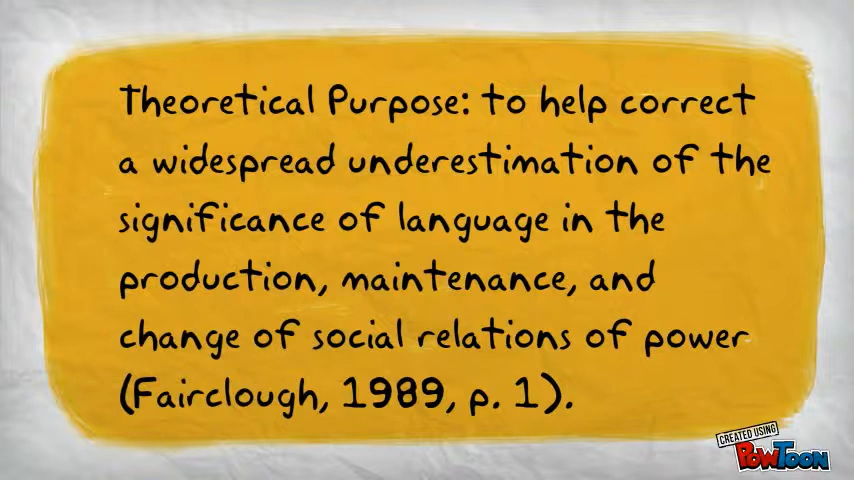 Theoretical Purpose: to help correct
a widespread underestimation of the
significance of language in the
production, maintenance, and
change of social relations of power
(Fairclough, 1989, p. 1).
CREATED USING
POWTOON